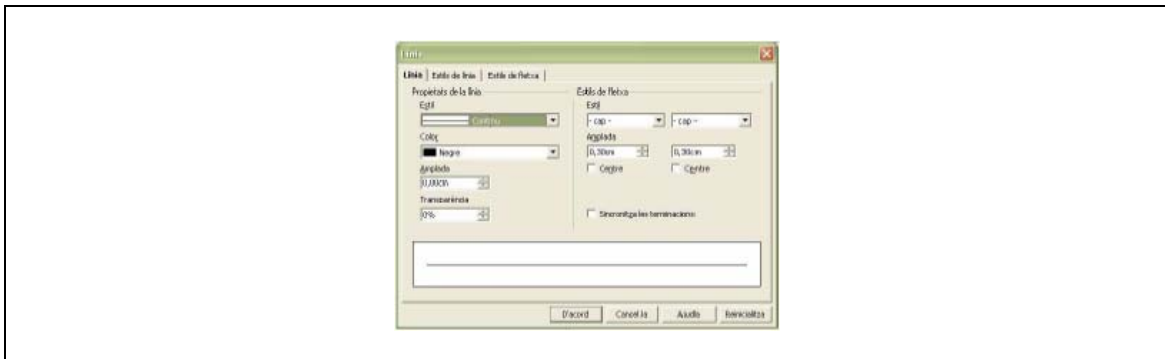 Línia
Línia Estils de línia Estils de fletxa
Propietats de la línia
Estil
Contínu
Color
Negre
Amplada
0,00cm
Transparència
0%
Estils de fletxa
Estil
- cap - - cap -
Amplada
0,30cm 0,30cm
Centre Centre
Sincronitza les terminacions
D'acord Cancel·la Ajuda Reinicialitza